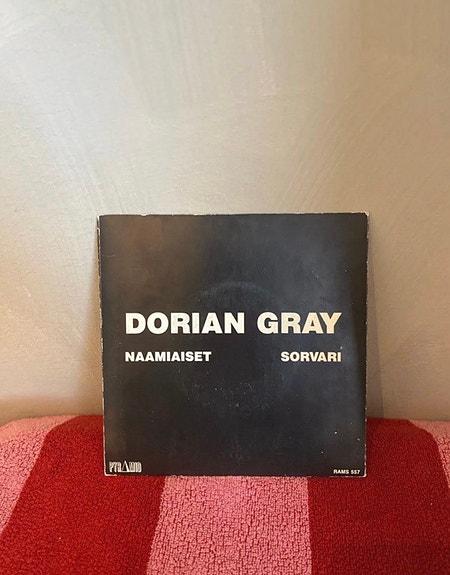 DORIAN GRAY
NAAMIAISET SORVARI
PYRAMID RAMS 557